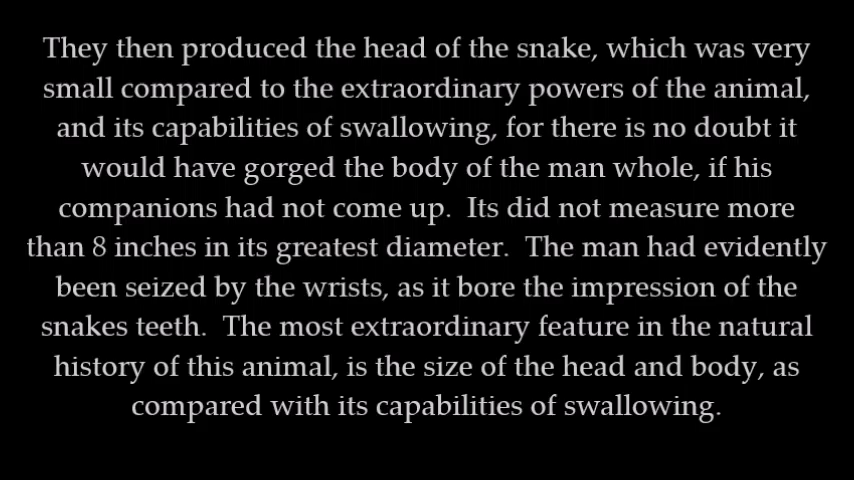 They then produced the head of the snake, which was very
small compared to the extraordinary powers of the animal,
and its capabilities of swallowing, for there is no doubt it
would have gorged the body of the man whole, if his
companions had not come up.  Its did not measure more
than 8 inches in its greatest diameter.  The man had evidently
been seized by the wrists, as it bore the impression of the
snakes teeth.  The most extraordinary feature in the natural
history of this animal, is the size of the head and body, as
compared with its capabilities of swallowing.